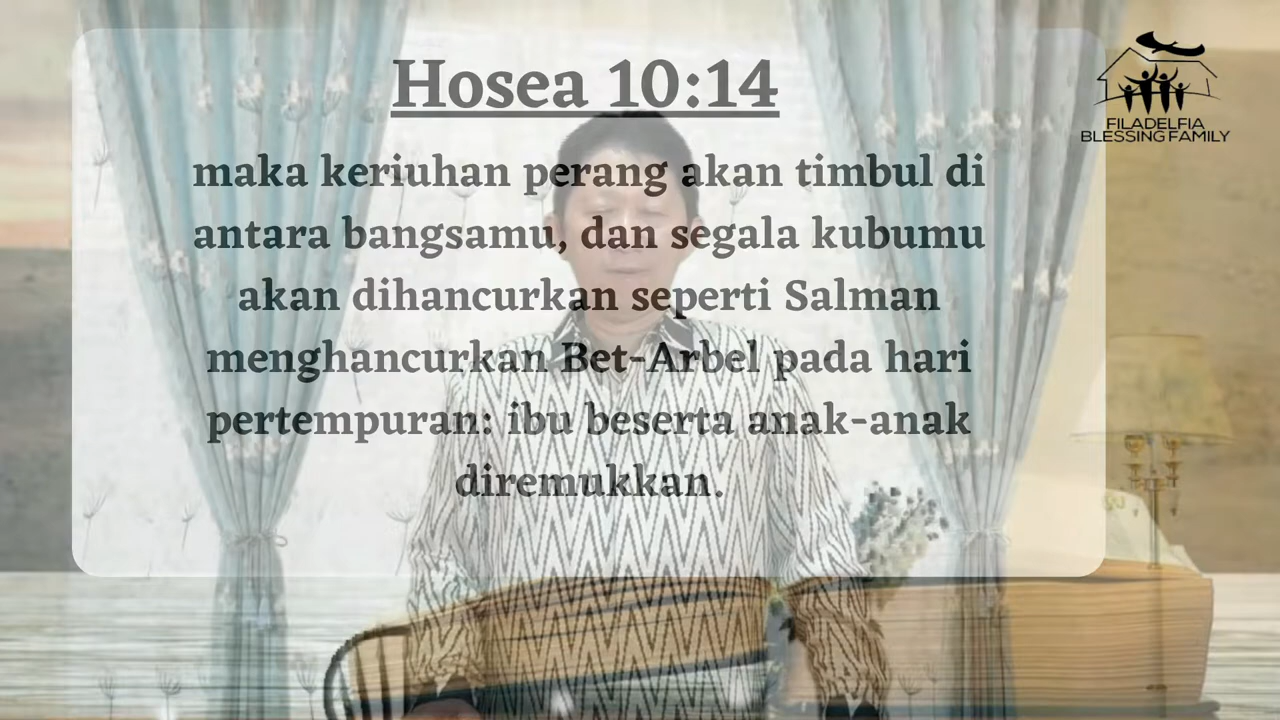 Hosea 10:14
maka keriuhan perang akan timbul di
antara bangsamu, dan segala kubumu
akan dihancurkan seperti Salman
menghancurkan Bet-Arbel pada hari
pertempuran: ibu beserta anak-anak
diremukkan.
FILADELFIA
BLESSING FAMILY